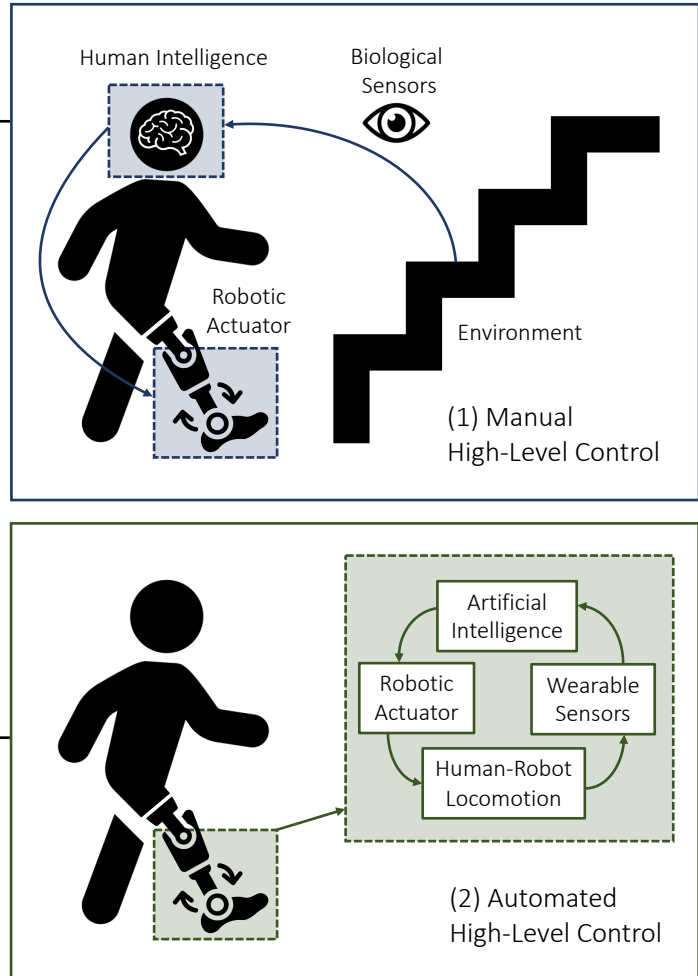 Human Intelligence
Biological
Sensors
Robotic
Actuator
Environment
(1) Manual
High-Level Control
Artificial
Intelligence
Robotic
Actuator
Wearable
Sensors
Human-Robot
Locomotion
(2) Automated
High-Level Control